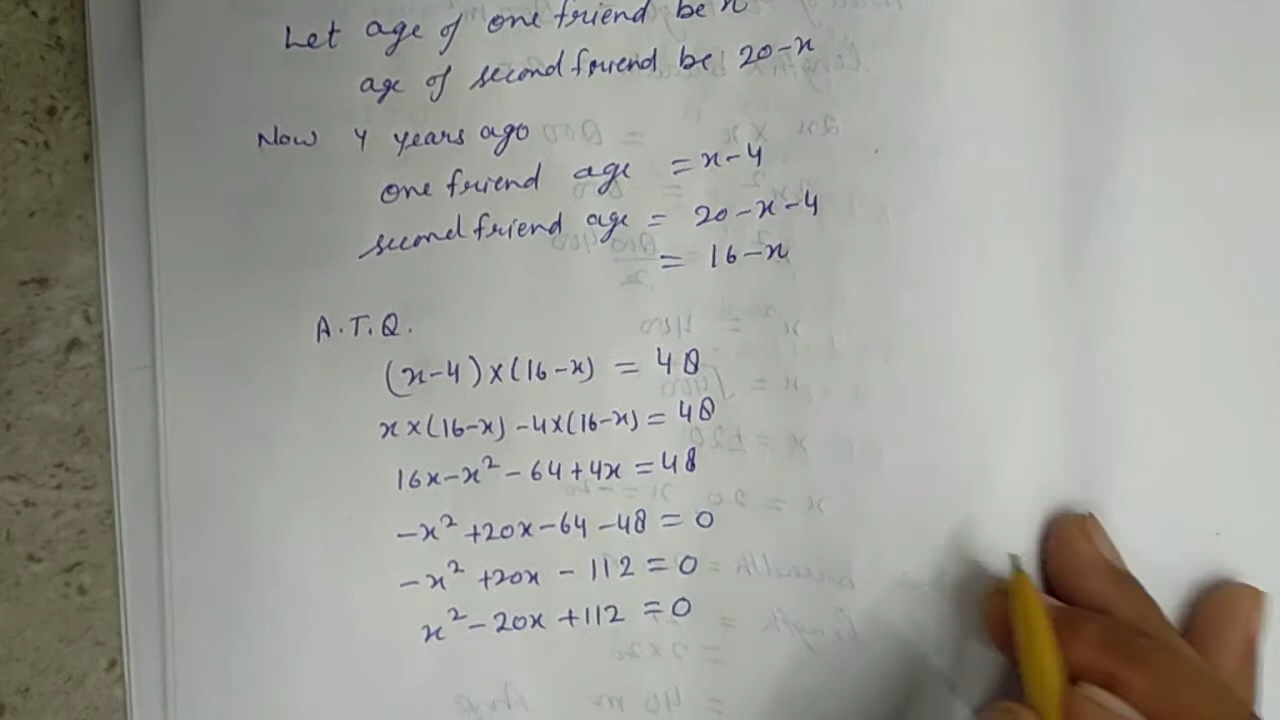 Let age of one friend be x
age of second friend be 20-x
Now 4 years ago
one friend age = x-4
second friend age = 20-x-4
= 16-x
A.T.Q.
(x-4)×(16-x) = 48
x×(16-x)-4×(16-x)=48
16x-x²-64+4x=48
-x²+20x-64-48=0
-x²+20x-112=0
x²-20x+112=0